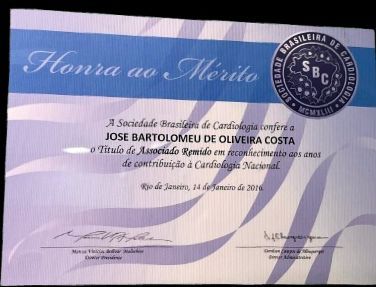 Honra ao Mérito
SOCIEDADE BRASILEIRA DE CARDIOLOGIA
SBC
MCMXLIII
A Sociedade Brasileira de Cardiologia confere a
JOSE BARTOLOMEU DE OLIVEIRA COSTA
o Título de Associado Remido em reconhecimento aos anos
de contribuição à Cardiologia Nacional.
Rio de Janeiro, 14 de Janeiro de 2016.
Diretor Presidente
Diretor Administrativo